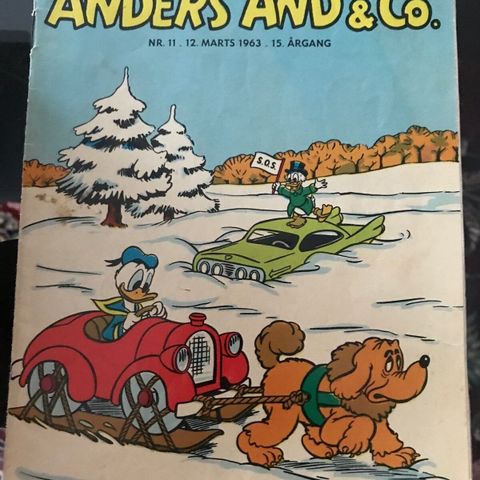 ANDERS AND & Co.
NR. 11 . 12. MARTS 1963 . 15. ÅRGANG
S.O.S.